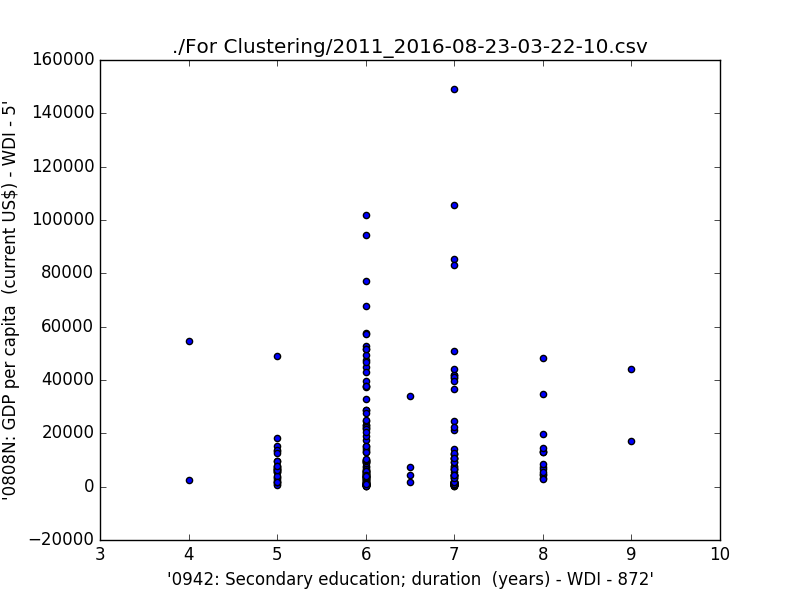 ./For Clustering/2011_2016-08-23-03-22-10.csv
'0808N: GDP per capita  (current US$) - WDI - 5'
160000
140000
120000
100000
80000
60000
40000
20000
0
−20000
3 4 5 6 7 8 9 10
'0942: Secondary education; duration  (years) - WDI - 872'